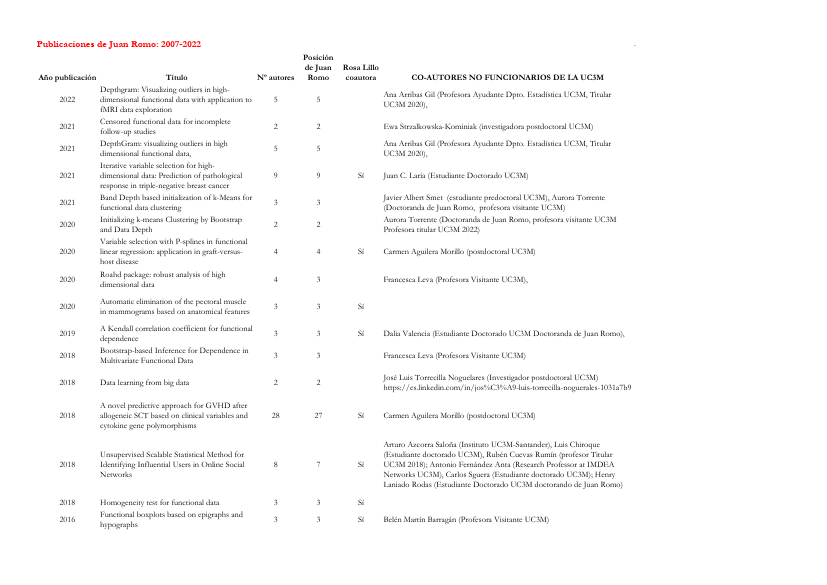 Publicaciones de Juan Romo: 2007-2022
Año publicación Título Nº autores Posición de Juan Romo Rosa Lillo coautora CO-AUTORES NO FUNCIONARIOS DE LA UC3M
2022 Depthgram: Visualizing outliers in high-dimensional functional data with application to fMRI data exploration 5 5 Ana Arribas Gil (Profesora Ayudante Dpto. Estadística UC3M, Titular UC3M 2020),
2021 Censored functional data for incomplete follow-up studies 2 2 Ewa Strzalkowska-Kominiak (investigadora postdoctoral UC3M)
2021 DepthGram: visualizing outliers in high dimensional functional data, 5 5 Ana Arribas Gil (Profesora Ayudante Dpto. Estadística UC3M, Titular UC3M 2020),
2021 Iterative variable selection for high-dimensional data: Prediction of pathological response in triple-negative breast cancer 9 9 Sí Juan C. Laria (Estudiante Doctorado UC3M)
2021 Band Depth based initialization of k-Means for functional data clustering 3 3 Javier Albert Smet (estudiante predoctoral UC3M), Aurora Torrente (Doctoranda de Juan Romo, profesora visitante UC3M)
2020 Initializing k-means Clustering by Bootstrap and Data Depth 2 2 Aurora Torrente (Doctoranda de Juan Romo, profesora visitante UC3M Profesora titular UC3M 2022)
2020 Variable selection with P-splines in functional linear regression: application in graft-versus-host disease 4 4 Sí Carmen Aguilera Morillo (postdoctoral UC3M)
2020 Roahd package: robust analysis of high dimensional data 4 3 Francesca Leva (Profesora Visitante UC3M),
2020 Automatic elimination of the pectoral muscle in mammograms based on anatomical features 3 3 Sí
2019 A Kendall correlation coefficient for functional dependence 3 3 Sí Dalia Valencia (Estudiante Doctorado UC3M Doctoranda de Juan Romo),
2018 Bootstrap-based Inference for Dependence in Multivariate Functional Data 3 3 Francesca Leva (Profesora Visitante UC3M)
2018 Data learning from big data 2 2 José Luis Torrecilla Noguelares (Investigador postdoctoral UC3M) https://es.linkedin.com/in/jos%C3%A9-luis-torrecilla-noguerales-1031a7b9
2018 A novel predictive approach for GVHD after allogeneic SCT based on clinical variables and cytokine gene polymorphisms 28 27 Sí Carmen Aguilera Morillo (postdoctoral UC3M)
2018 Unsupervised Scalable Statistical Method for Identifying Influential Users in Online Social Networks 8 7 Sí Arturo Azcorra Saloña (Instituto UC3M-Santander), Luis Chiroque (Estudiante doctorado UC3M), Rubén Cuevas Rumín (profesor Titular UC3M 2018); Antonio Fernández Anta (Research Professor at IMDEA Networks UC3M), Carlos Sguera (Estudiante doctorado UC3M); Henry Laniado Rodas (Estudiante Doctorado UC3M doctorando de Juan Romo)
2018 Homogeneity test for functional data 3 3 Sí
2016 Functional boxplots based on epigraphs and hypographs 3 3 Sí Belén Martín Barragán (Profesora Visitante UC3M)